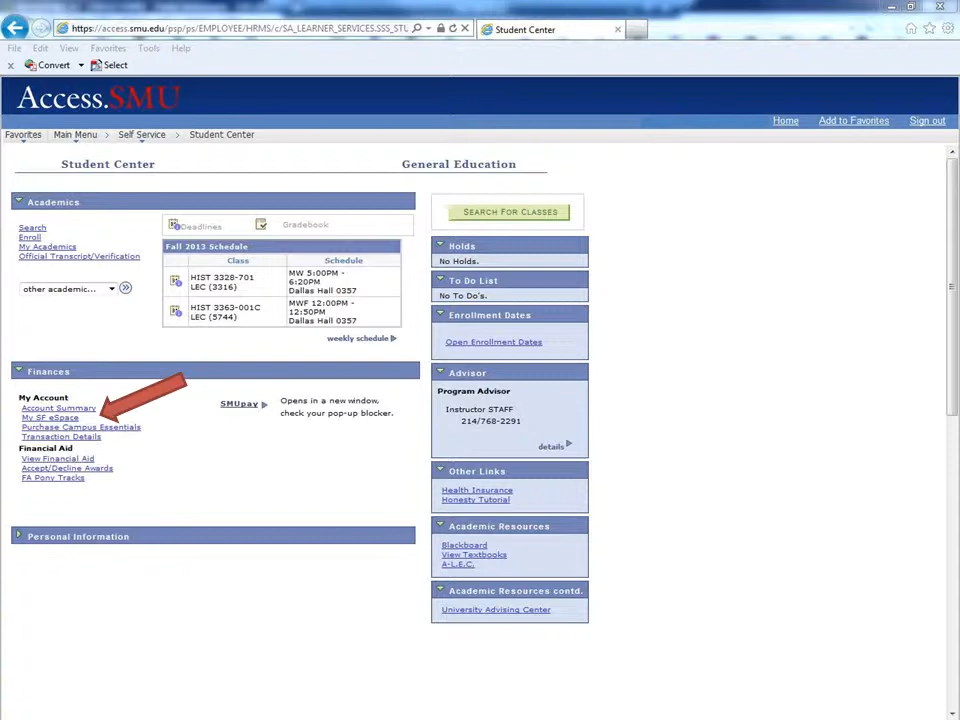 https://access.smu.edu/psp/ps/EMPLOYEE/HRMS/c/SA_LEARNER_SERVICES.SSS_STU
Student Center
File Edit View Favorites Tools Help
x Convert Select
Access.SMU
Home Add to Favorites Sign out
Favorites Main Menu > Self Service > Student Center
Student Center
General Education
Academics
Search
Enroll
My Academics
Official Transcript/Verification
other academic...
Deadlines
Gradebook
Fall 2013 Schedule
Class Schedule
HIST 3328-701
LEC (3316)
MW 5:00PM -
6:20PM
Dallas Hall 0357
HIST 3363-001C
LEC (5744)
MWF 12:00PM -
12:50PM
Dallas Hall 0357
weekly schedule
Finances
My Account
Account Summary
My SF eSpace
Purchase Campus Essentials
Transaction Details
Financial Aid
View Financial Aid
Accept/Decline Awards
FA Pony Tracks
SMUpay
Opens in a new window,
check your pop-up blocker.
Personal Information
Search For Classes
Holds
No Holds.
To Do List
No To Do's.
Enrollment Dates
Open Enrollment Dates
Advisor
Program Advisor
Instructor STAFF
214/768-2291
details
Other Links
Health Insurance
Honesty Tutorial
Academic Resources
Blackboard
View Textbooks
A-L.E.C.
Academic Resources contd.
University Advising Center